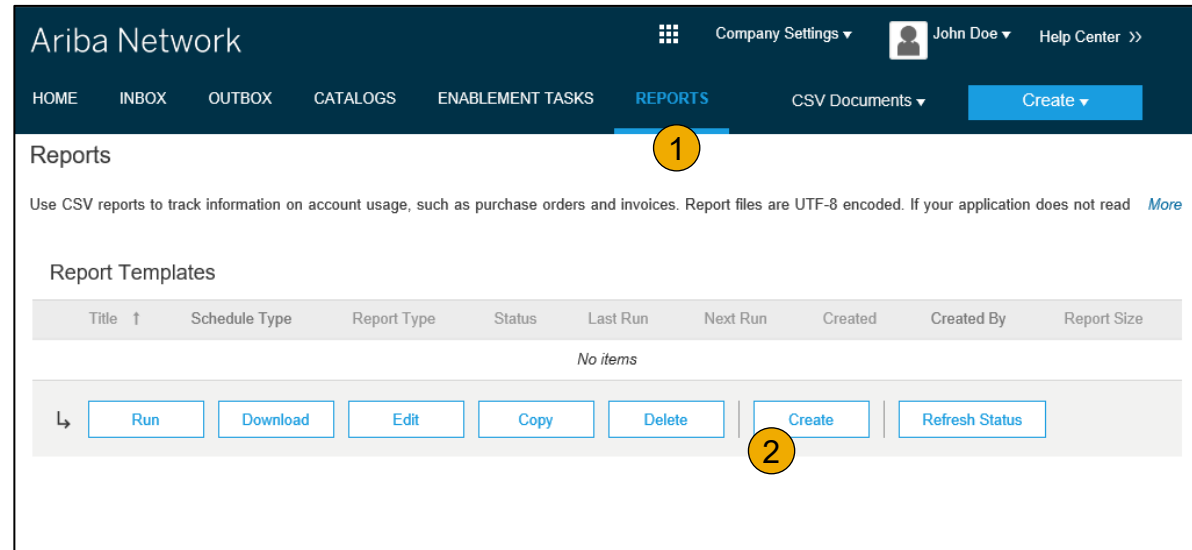 Ariba Network
Company Settings ▾ John Doe ▾ Help Center >>
HOME INBOX OUTBOX CATALOGS ENABLEMENT TASKS REPORTS CSV Documents ▾ Create ▾
1
Reports
Use CSV reports to track information on account usage, such as purchase orders and invoices. Report files are UTF-8 encoded. If your application does not read More
Report Templates
Title ↑ Schedule Type Report Type Status Last Run Next Run Created Created By Report Size
No items
↳ Run Download Edit Copy Delete Create Refresh Status
2